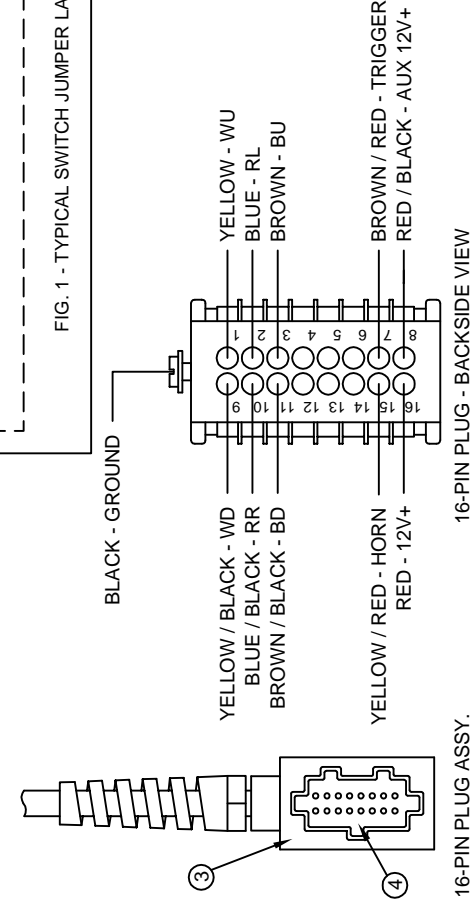 FIG. 1 - TYPICAL SWITCH JUMPER LA
BLACK - GROUND
YELLOW / BLACK - WD
BLUE / BLACK - RR
BROWN / BLACK - BD
YELLOW / RED - HORN
RED - 12V+
YELLOW - WU
BLUE - RL
BROWN - BU
BROWN / RED - TRIGGER
RED / BLACK - AUX 12V+
9 10 11 12 13 14 15 16
1 2 3 4 5 6 7 8
16-PIN PLUG - BACKSIDE VIEW
3
4
16-PIN PLUG ASSY.